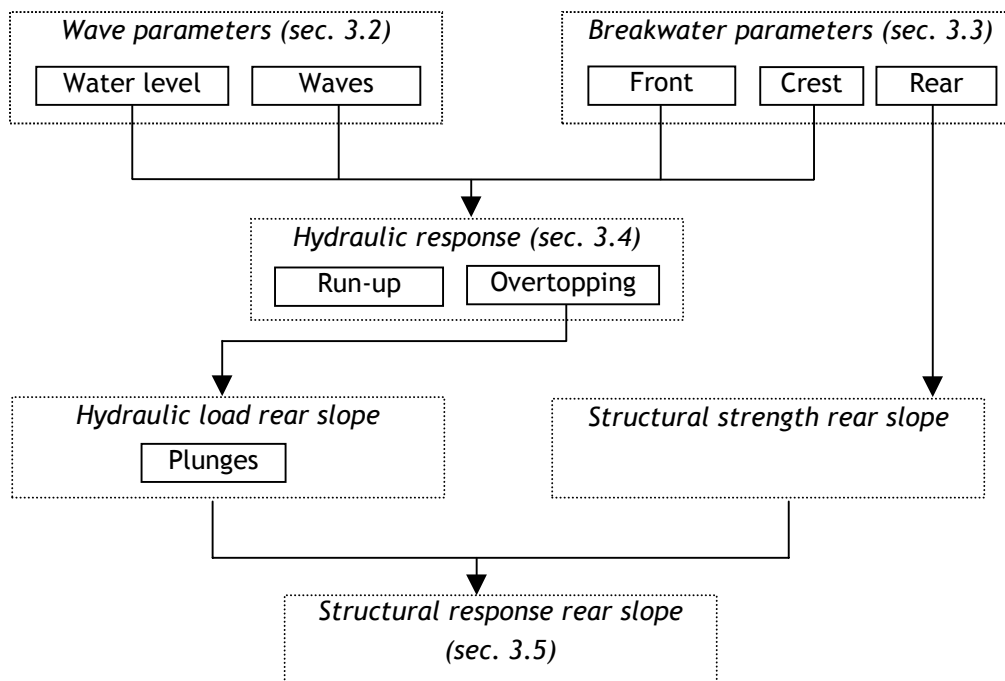 Wave parameters (sec. 3.2)
Water level
Waves
Breakwater parameters (sec. 3.3)
Front
Crest
Rear
Hydraulic response (sec. 3.4)
Run-up
Overtopping
Hydraulic load rear slope
Plunges
Structural strength rear slope
Structural response rear slope
(sec. 3.5)